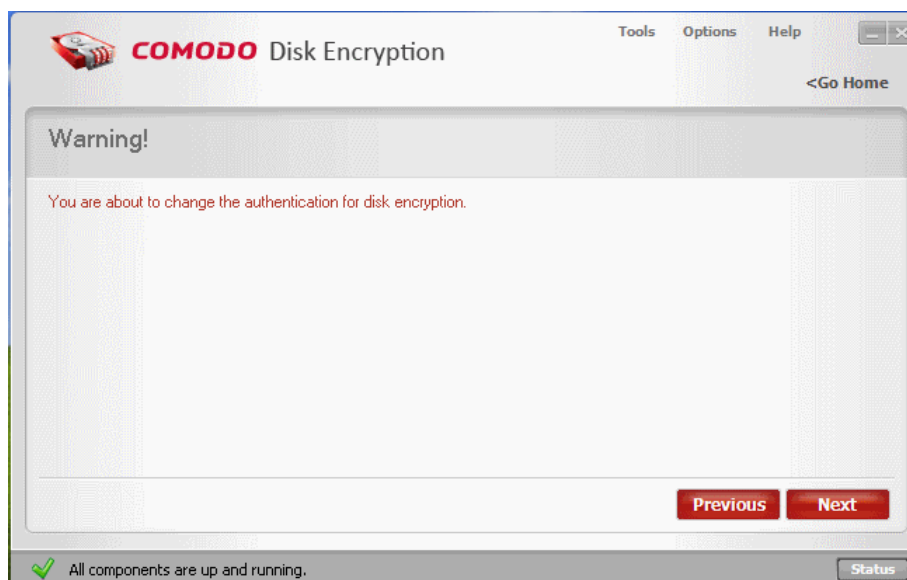 COMODO Disk Encryption
Tools Options Help
<Go Home
Warning!
You are about to change the authentication for disk encryption.
Previous Next
All components are up and running.
Status